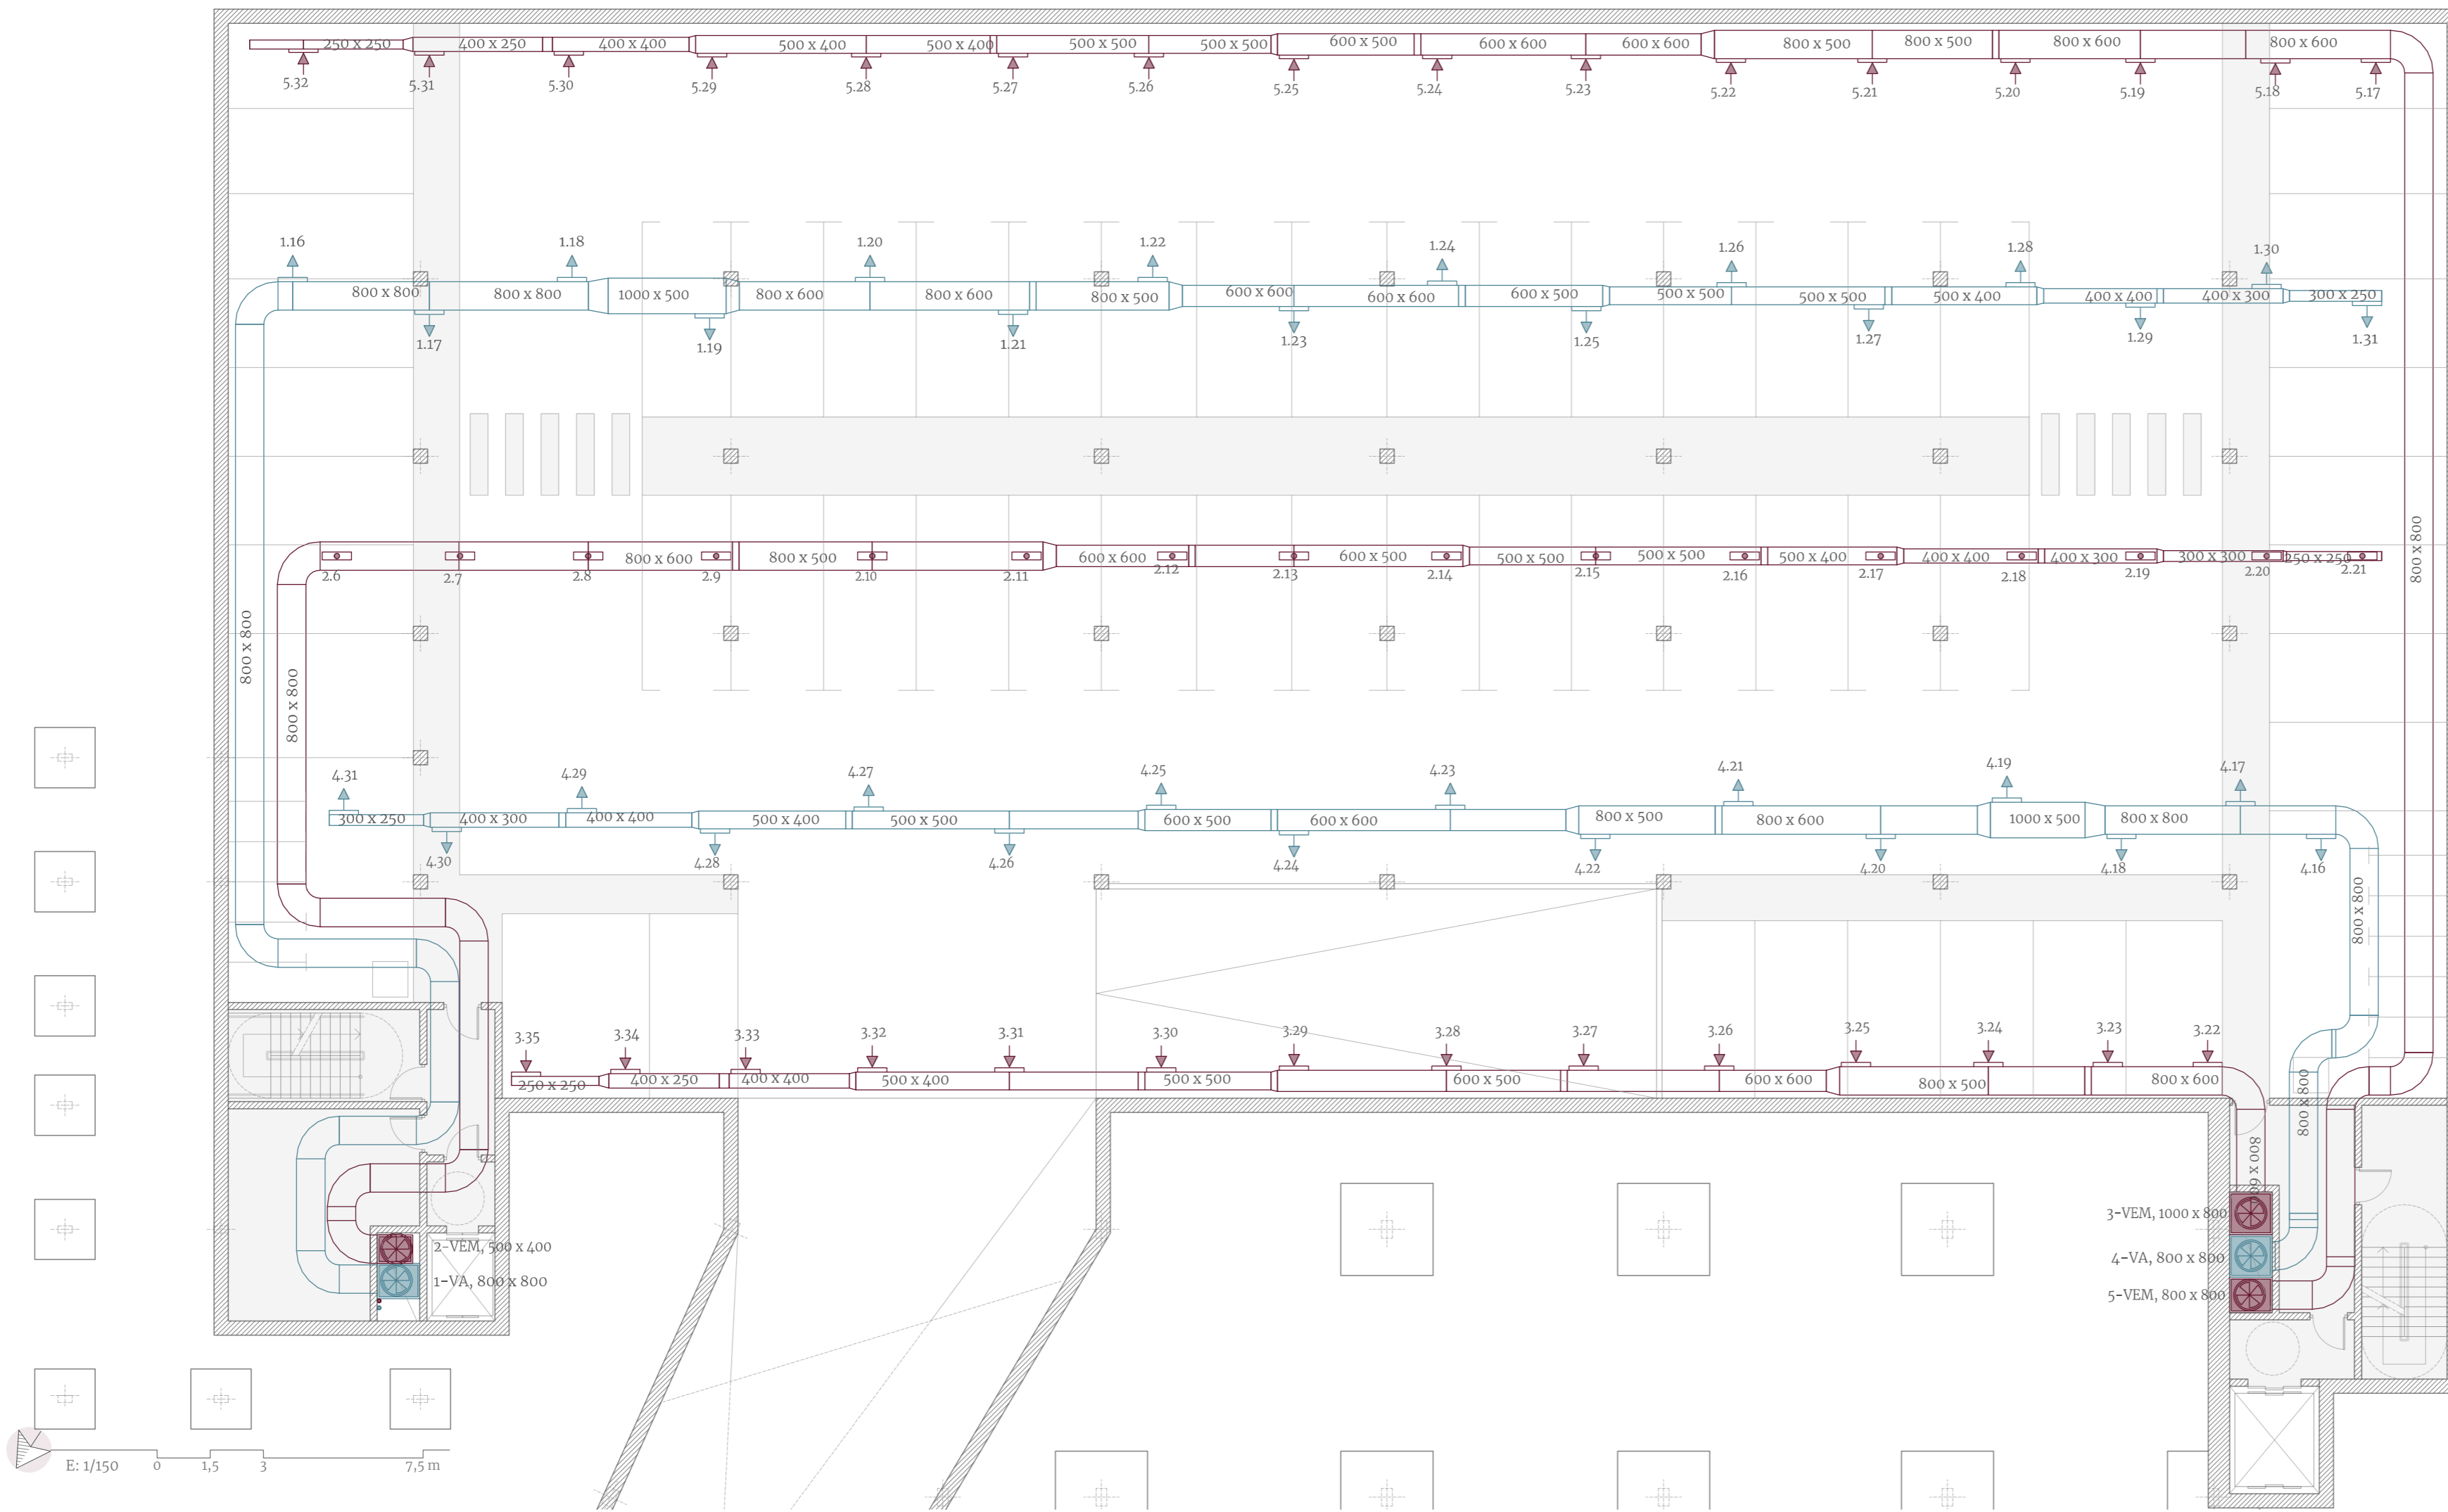 250 x 250 400 x 250 400 x 400 500 x 400 500 x 400 500 x 500 500 x 500 600 x 500 600 x 600 600 x 600 800 x 500 800 x 500 800 x 600 800 x 600
5.32 5.31 5.30 5.29 5.28 5.27 5.26 5.25 5.24 5.23 5.22 5.21 5.20 5.19 5.18 5.17
1.16 1.18 1.20 1.22 1.24 1.26 1.28 1.30
800 x 800 800 x 800 1000 x 500 800 x 600 800 x 600 800 x 500 600 x 600 600 x 600 600 x 500 500 x 500 500 x 500 500 x 400 400 x 400 400 x 300 300 x 250
1.17 1.19 1.21 1.23 1.25 1.27 1.29 1.31
800 x 800
800 x 600 800 x 500 600 x 600 600 x 500 500 x 500 500 x 500 500 x 400 400 x 400 400 x 300 300 x 300 250 x 250
2.6 2.7 2.8 2.9 2.10 2.11 2.12 2.13 2.14 2.15 2.16 2.17 2.18 2.19 2.20 2.21
800 x 800
800 x 800
4.31 4.29 4.27 4.25 4.23 4.21 4.19 4.17
300 x 250 400 x 300 400 x 400 500 x 400 500 x 500 600 x 500 600 x 600 800 x 500 800 x 600 1000 x 500 800 x 800
4.30 4.28 4.26 4.24 4.22 4.20 4.18 4.16
800 x 800
3.35 3.34 3.33 3.32 3.31 3.30 3.29 3.28 3.27 3.26 3.25 3.24 3.23 3.22
250 x 250 400 x 250 400 x 400 500 x 400 500 x 500 600 x 500 600 x 600 800 x 500 800 x 600
800 x 800
800 x 600
3-VEM, 1000 x 800
2-VEM, 500 x 400
4-VA, 800 x 800
1-VA, 800 x 800
5-VEM, 800 x 800
E: 1/150 0 1,5 3 7,5 m